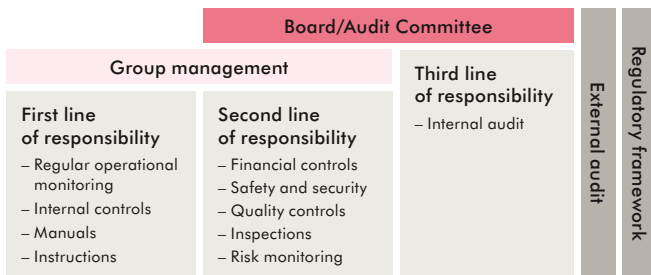 Board/Audit Committee
Group management
First line
of responsibility
– Regular operational
monitoring
– Internal controls
– Manuals
– Instructions
Second line
of responsibility
– Financial controls
– Safety and security
– Quality controls
– Inspections
– Risk monitoring
Third line
of responsibility
– Internal audit
External audit
Regulatory framework